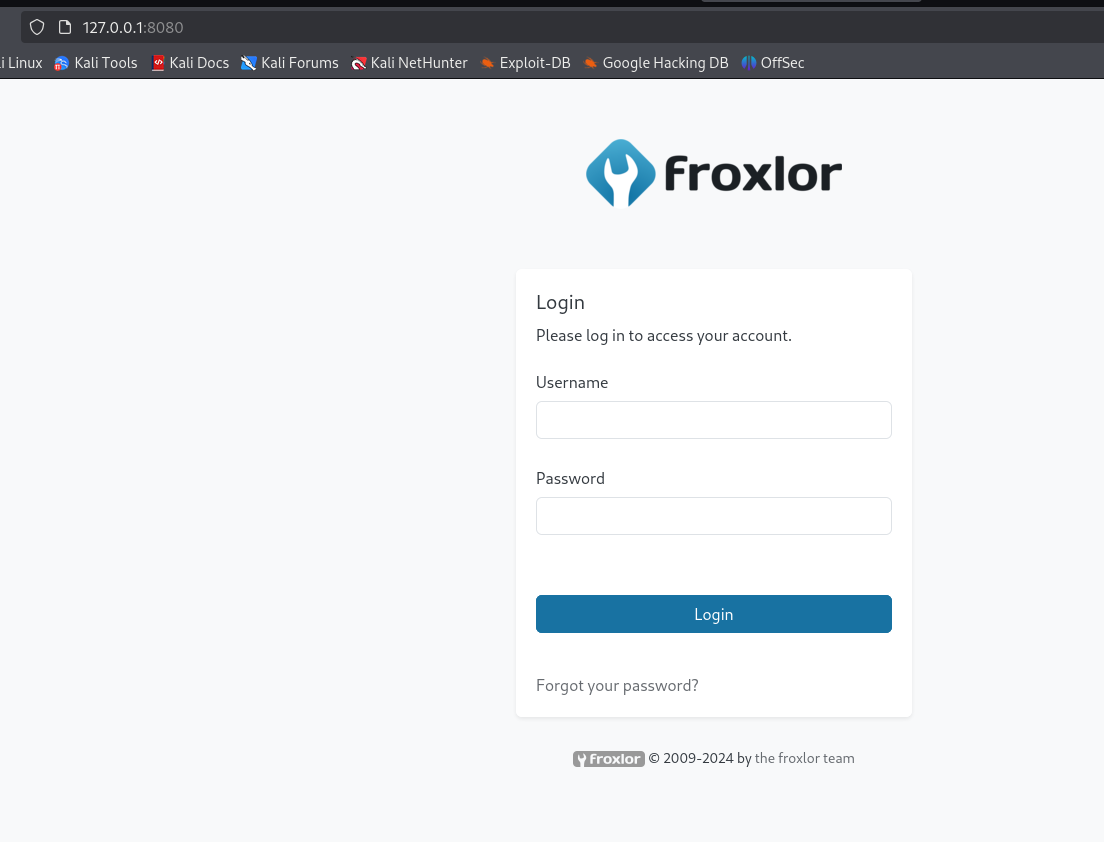 127.0.0.1:8080
i Linux Kali Tools Kali Docs Kali Forums Kali NetHunter Exploit-DB Google Hacking DB OffSec
froxlor
Login
Please log in to access your account.
Username
Password
Login
Forgot your password?
froxlor © 2009-2024 by the froxlor team